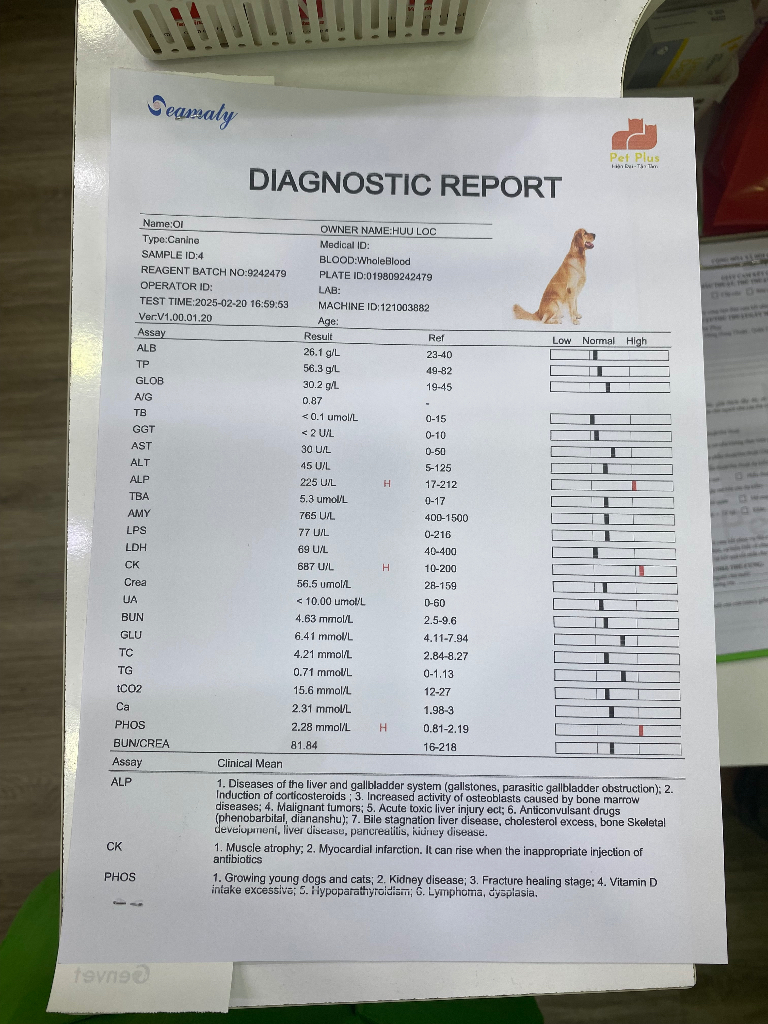 Seamaty
Pet Plus
Hiện Đại - Tận Tâm
DIAGNOSTIC REPORT
Name:OI OWNER NAME:HUU LOC
Type:Canine Medical ID:
SAMPLE ID:4 BLOOD:WholeBlood
REAGENT BATCH NO:9242479 PLATE ID:019809242479
OPERATOR ID: LAB:
TEST TIME:2025-02-20 16:59:53 MACHINE ID:121003882
Ver:V1.00.01.20 Age:
Assay Result Ref Low Normal High
ALB 26.1 g/L 23-40
TP 56.3 g/L 49-82
GLOB 30.2 g/L 19-45
A/G 0.87 -
TB < 0.1 umol/L 0-15
GGT < 2 U/L 0-10
AST 30 U/L 0-50
ALT 45 U/L 5-125
ALP 225 U/L H 17-212
TBA 5.3 umol/L 0-17
AMY 765 U/L 400-1500
LPS 77 U/L 0-216
LDH 69 U/L 40-400
CK 687 U/L H 10-200
Crea 56.5 umol/L 28-159
UA < 10.00 umol/L 0-60
BUN 4.63 mmol/L 2.5-9.6
GLU 6.41 mmol/L 4.11-7.94
TC 4.21 mmol/L 2.84-8.27
TG 0.71 mmol/L 0-1.13
tCO2 15.6 mmol/L 12-27
Ca 2.31 mmol/L 1.98-3
PHOS 2.28 mmol/L H 0.81-2.19
BUN/CREA 81.84 16-218
Assay Clinical Mean
ALP 1. Diseases of the liver and gallbladder system (gallstones, parasitic gallbladder obstruction); 2.
Induction of corticosteroids ; 3. Increased activity of osteoblasts caused by bone marrow
diseases; 4. Malignant tumors; 5. Acute toxic liver injury ect; 6. Anticonvulsant drugs
(phenobarbital, diananshu); 7. Bile stagnation liver disease, cholesterol excess, bone Skeletal
development, liver disease, pancreatitis, kidney disease.
CK 1. Muscle atrophy; 2. Myocardial infarction. It can rise when the inappropriate injection of
antibiotics
PHOS 1. Growing young dogs and cats; 2. Kidney disease; 3. Fracture healing stage; 4. Vitamin D
intake excessive; 5. Hypoparathyroidism; 6. Lymphoma, dysplasia.
Genvet